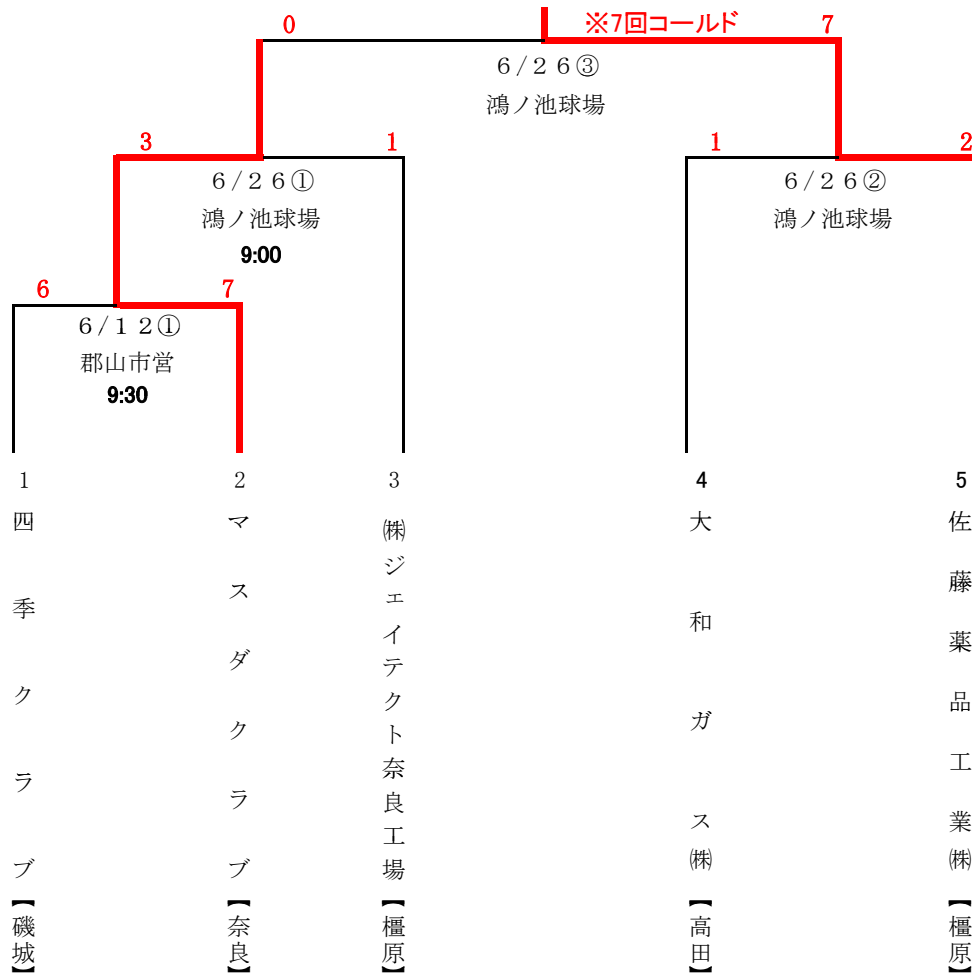 0
※7回コールド
7
6/26③
鴻ノ池球場
3
1
1
2
6/26①
鴻ノ池球場
9:00
6/26②
鴻ノ池球場
6
7
6/12①
郡山市営
9:30
1
四季クラブ
【磯城】
2
マスダクラブ
【奈良】
3
㈱ジェイテクト奈良工場
【橿原】
4
大和ガス㈱
【高田】
5
佐藤薬品工業㈱
【橿原】